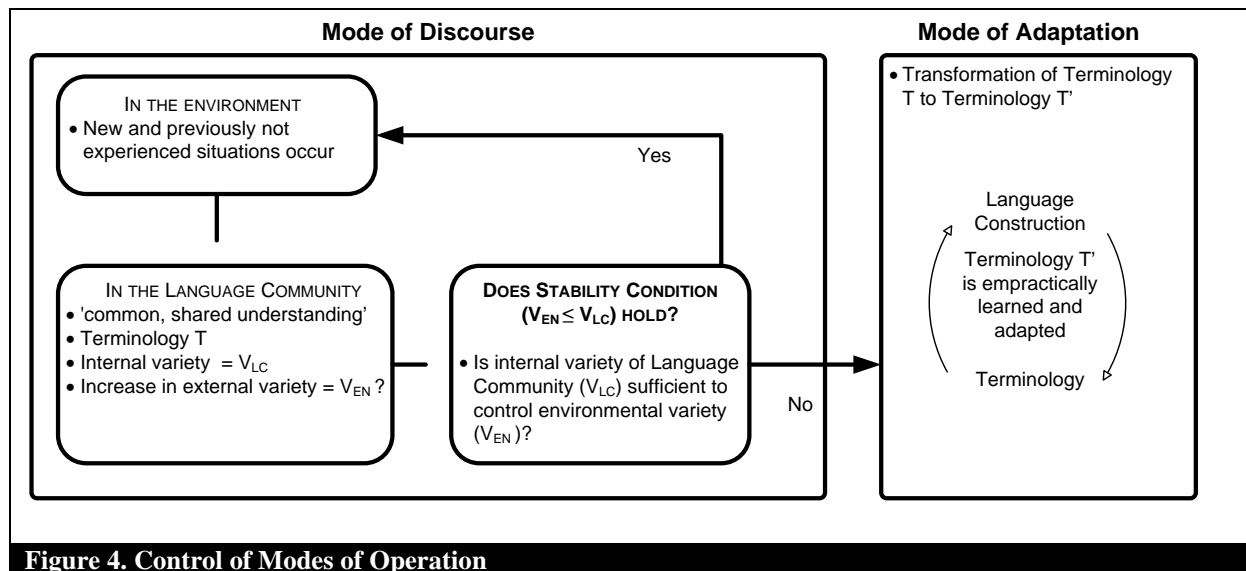 Mode of Discourse
IN THE ENVIRONMENT
• New and previously not
experienced situations occur
Yes
IN THE LANGUAGE COMMUNITY
• 'common, shared understanding'
• Terminology T
• Internal variety = VLC
• Increase in external variety = VEN ?
DOES STABILITY CONDITION
(VEN ≤ VLC) HOLD?
• Is internal variety of Language
Community (VLC) sufficient to
control environmental variety
(VEN )?
No
Mode of Adaptation
• Transformation of Terminology
T to Terminology T'
Language
Construction
Terminology T'
is empractically
learned and
adapted
Terminology
Figure 4. Control of Modes of Operation